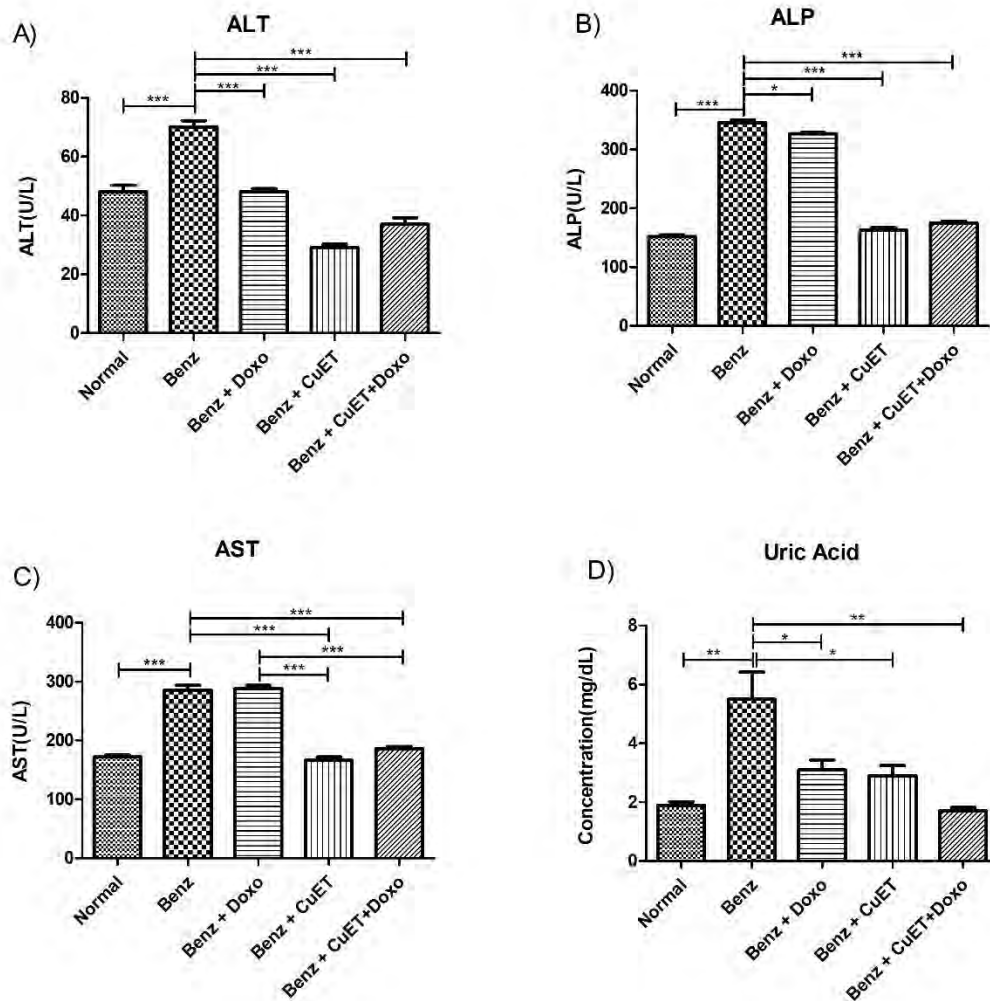 A)
ALT
***
***
***
***
80
60
40
20
0
ALT(U/L)
Normal
Benz
Benz + Doxo
Benz + CuET
Benz + CuET+Doxo
B)
ALP
***
***
***
*
400
300
200
100
0
ALP(U/L)
Normal
Benz
Benz + Doxo
Benz + CuET
Benz + CuET+Doxo
C)
AST
***
***
***
***
***
400
300
200
100
0
AST(U/L)
Normal
Benz
Benz + Doxo
Benz + CuET
Benz + CuET+Doxo
D)
Uric Acid
**
*
**
*
8
6
4
2
0
Concentration(mg/dL)
Normal
Benz
Benz + Doxo
Benz + CuET
Benz + CuET+Doxo